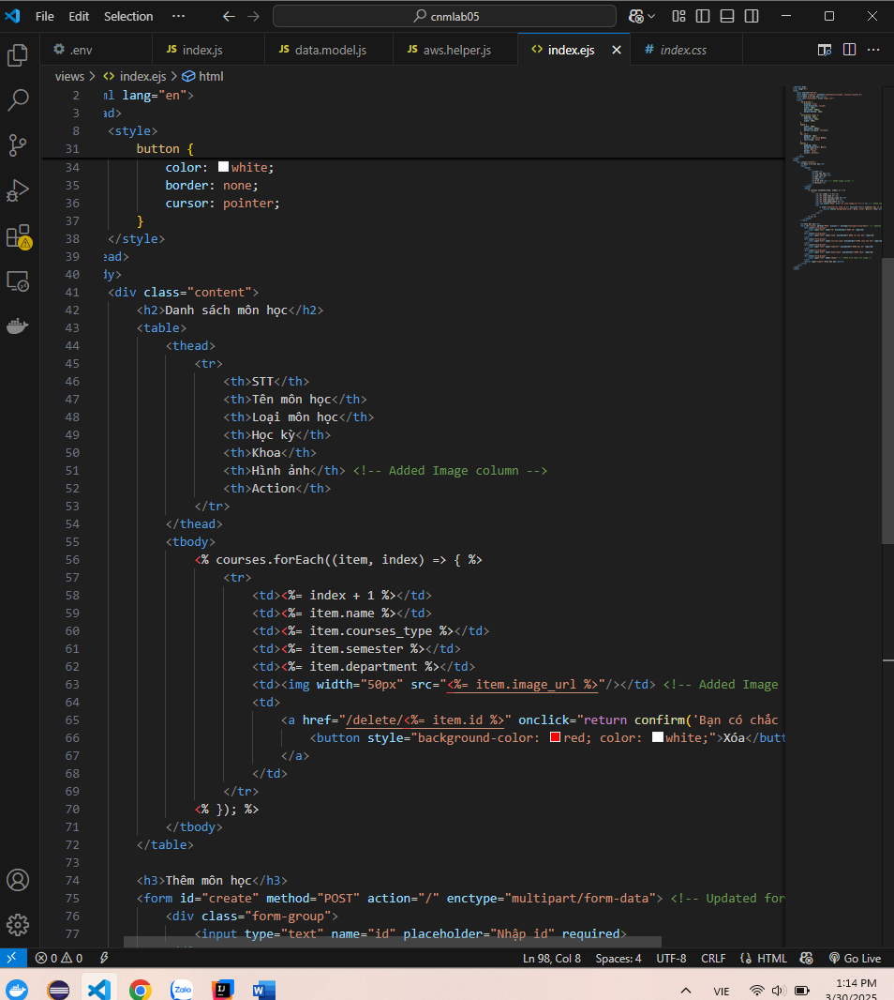 File Edit Selection ··· cnmlab05
.env JS index.js JS data.model.js JS aws.helper.js <> index.ejs # index.css
views > <> index.ejs > html
2 ml lang="en">
3 ad>
8 <style>
31 button {
34 color: white;
35 border: none;
36 cursor: pointer;
37 }
38 </style>
39 ead>
40 dy>
41 <div class="content">
42 <h2>Danh sách môn học</h2>
43 <table>
44 <thead>
45 <tr>
46 <th>STT</th>
47 <th>Tên môn học</th>
48 <th>Loại môn học</th>
49 <th>Học kỳ</th>
50 <th>Khoa</th>
51 <th>Hình ảnh</th> <!-- Added Image column -->
52 <th>Action</th>
53 </tr>
54 </thead>
55 <tbody>
56 <% courses.forEach((item, index) => { %>
57 <tr>
58 <td><%= index + 1 %></td>
59 <td><%= item.name %></td>
60 <td><%= item.courses_type %></td>
61 <td><%= item.semester %></td>
62 <td><%= item.department %></td>
63 <td><img width="50px" src="<%= item.image_url %>"/></td> <!-- Added Image
64 <td>
65 <a href="/delete/<%= item.id %>" onclick="return confirm('Bạn có chắc
66 <button style="background-color: red; color: white;">Xóa</butt
67 </a>
68 </td>
69 </tr>
70 <% }); %>
71 </tbody>
72 </table>
73
74 <h3>Thêm môn học</h3>
75 <form id="create" method="POST" action="/" enctype="multipart/form-data"> <!-- Updated for
76 <div class="form-group">
77 <input type="text" name="id" placeholder="Nhập id" required>
0 0 Ln 98, Col 8 Spaces: 4 UTF-8 CRLF HTML Go Live
Zalo IJ W VIE 1:14 PM
3/30/2025